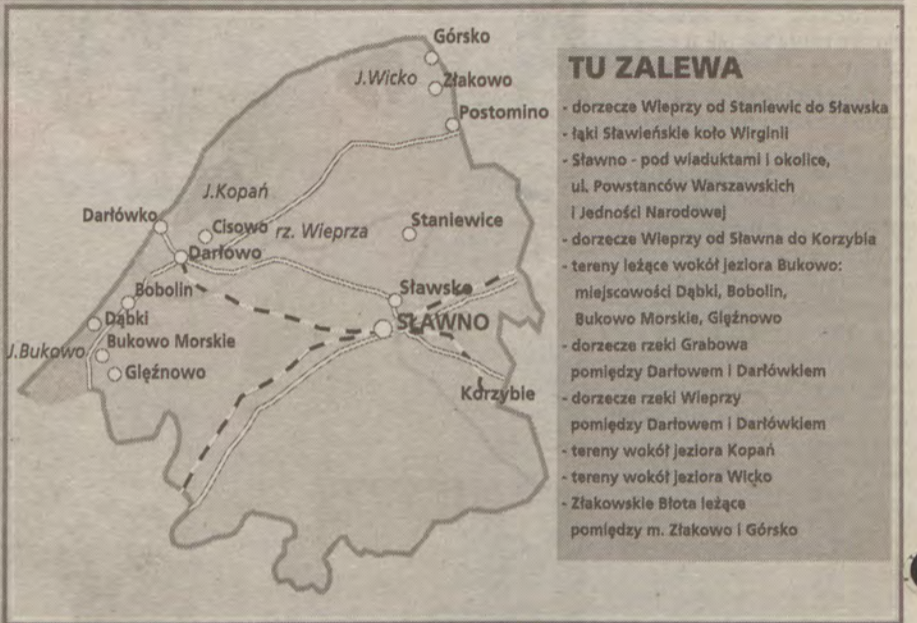 Górsko
J.Wicko
Złakowo
Postomino
J.Kopań
Darłówko
Cisowo
rz. Wieprza
Staniewice
Darłowo
Bobolin
Sławsko
Dąbki
SŁAWNO
J.Bukowo
Bukowo Morskie
Glęźnowo
Korzybie
TU ZALEWA
- dorzecze Wieprzy od Staniewic do Sławska
- łąki Sławieńskie koło Wirginii
- Sławno - pod wiaduktami i okolice,
ul. Powstańców Warszawskich
i Jedności Narodowej
- dorzecze Wieprzy od Sławna do Korzybia
- tereny leżące wokół jeziora Bukowo:
miejscowości Dąbki, Bobolin,
Bukowo Morskie, Glęźnowo
- dorzecze rzeki Grabowa
pomiędzy Darłowem i Darłówkiem
- dorzecze rzeki Wieprzy
pomiędzy Darłowem i Darłówkiem
- tereny wokół jeziora Kopań
- tereny wokół jeziora Wicko
- Złakowskie Błota leżące
pomiędzy m. Złakowo i Górsko